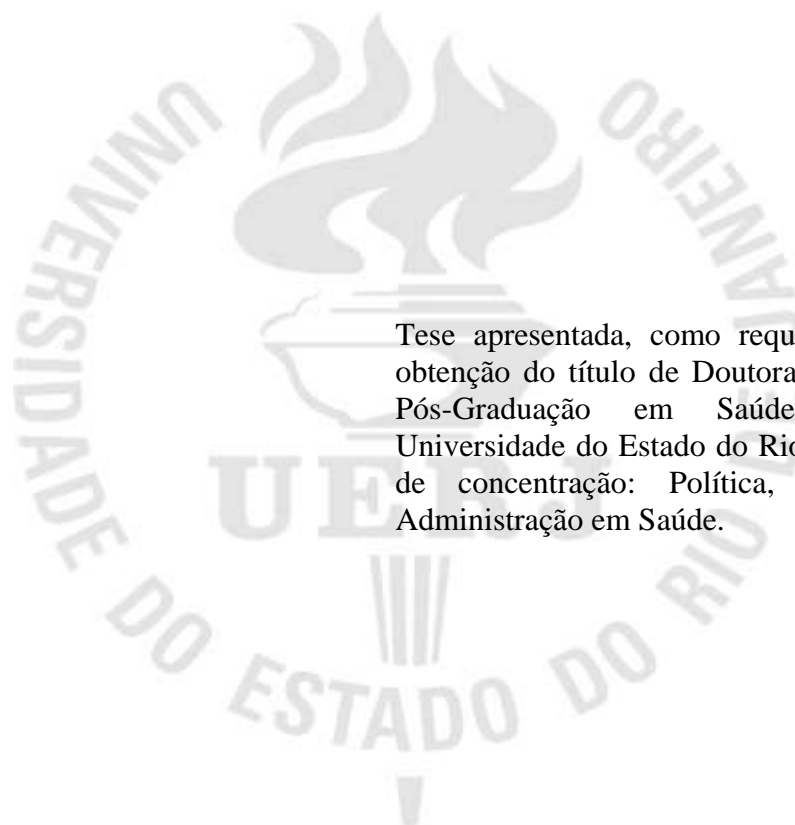 UNIVERSIDADE DO ESTADO DO RIO DE JANEIRO
Tese apresentada, como requ
obtenção do título de Doutora
Pós-Graduação em Saúde
Universidade do Estado do Rio
de concentração: Política,
Administração em Saúde.
UERJ